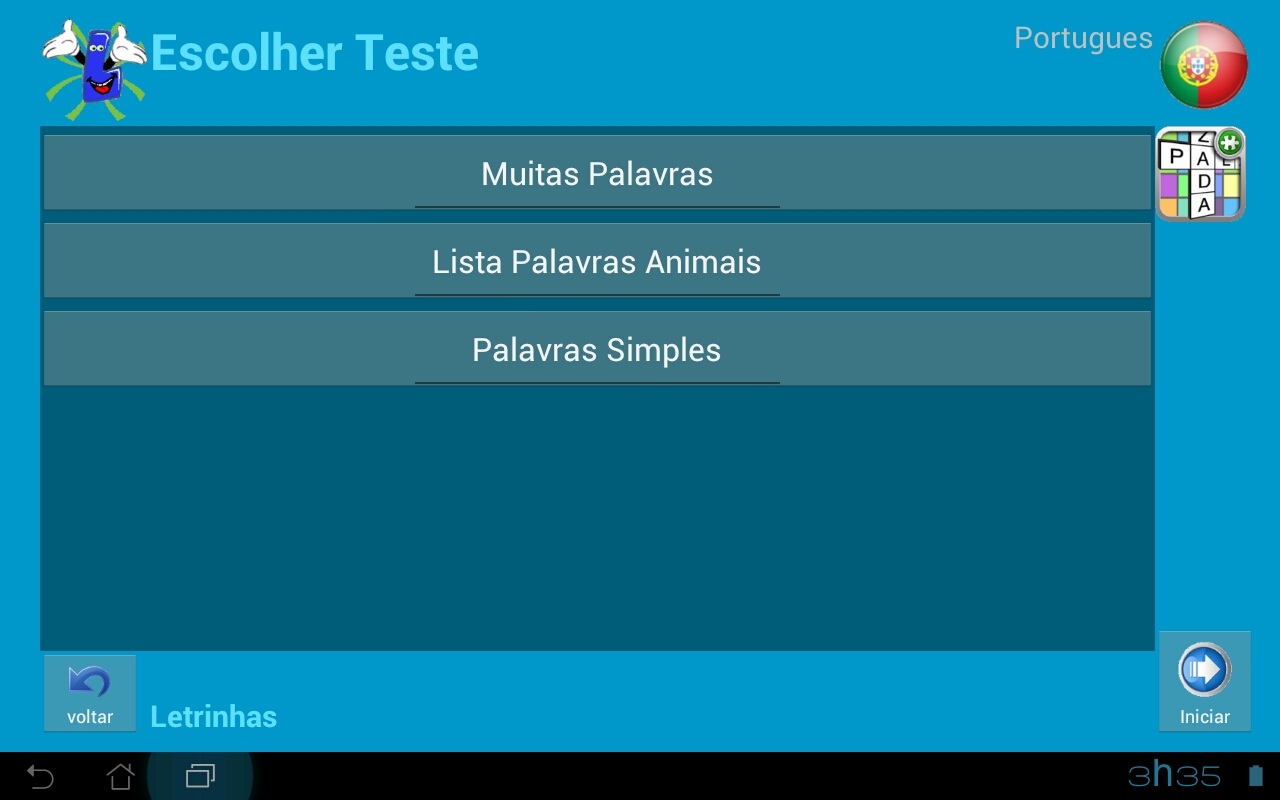 Escolher Teste
Portugues
Muitas Palavras
Lista Palavras Animais
Palavras Simples
voltar
Letrinhas
Iniciar
3h35